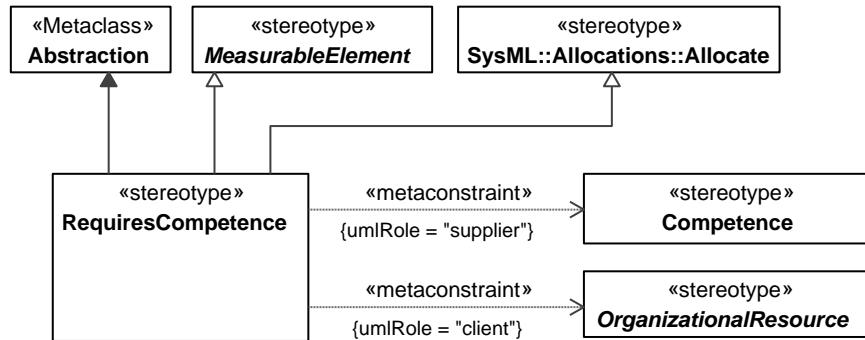 «Metaclass»
Abstraction
«stereotype»
MeasurableElement
«stereotype»
SysML::Allocations::Allocate
«stereotype»
RequiresCompetence
«metaconstraint»
{umlRole = "supplier"}
«stereotype»
Competence
«metaconstraint»
{umlRole = "client"}
«stereotype»
OrganizationalResource